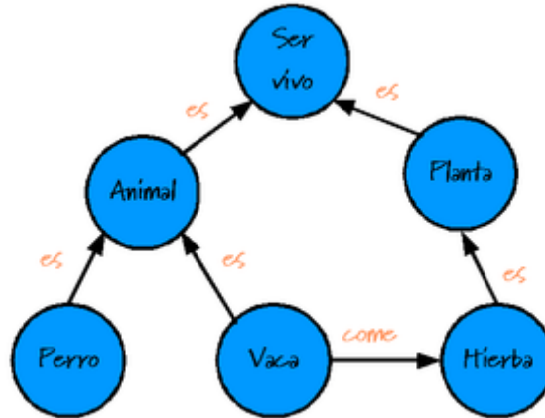 Ser
vivo
es
es
Animal
Planta
es
es
es
come
Perro
Vaca
Hierba